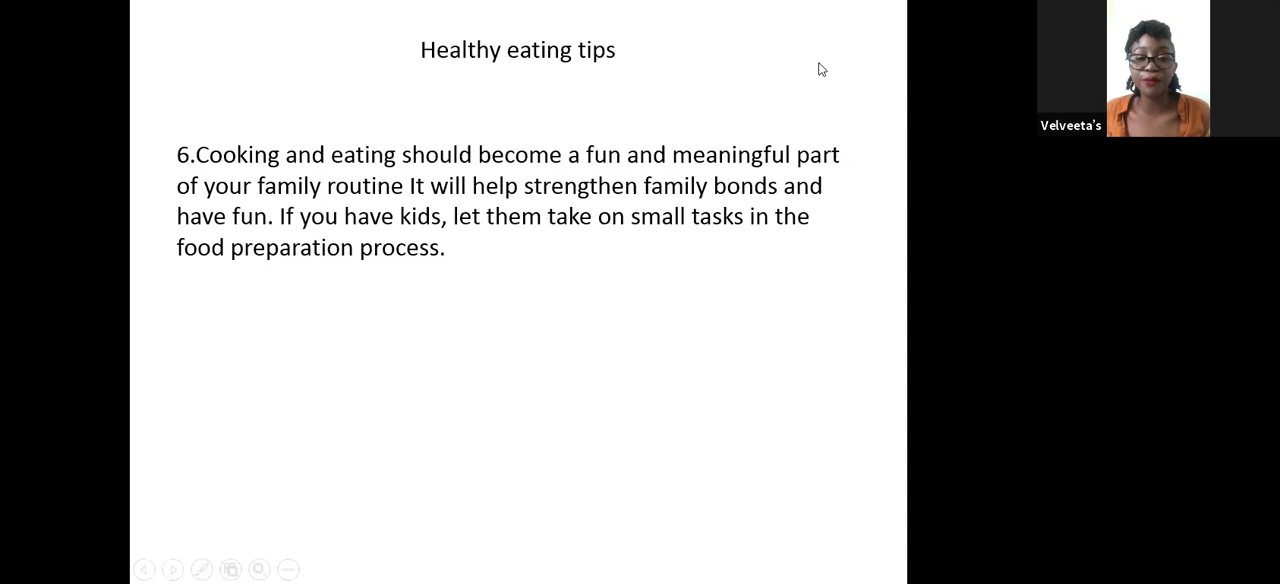 Healthy eating tips
6.Cooking and eating should become a fun and meaningful part
of your family routine It will help strengthen family bonds and
have fun. If you have kids, let them take on small tasks in the
food preparation process.
Velveeta's